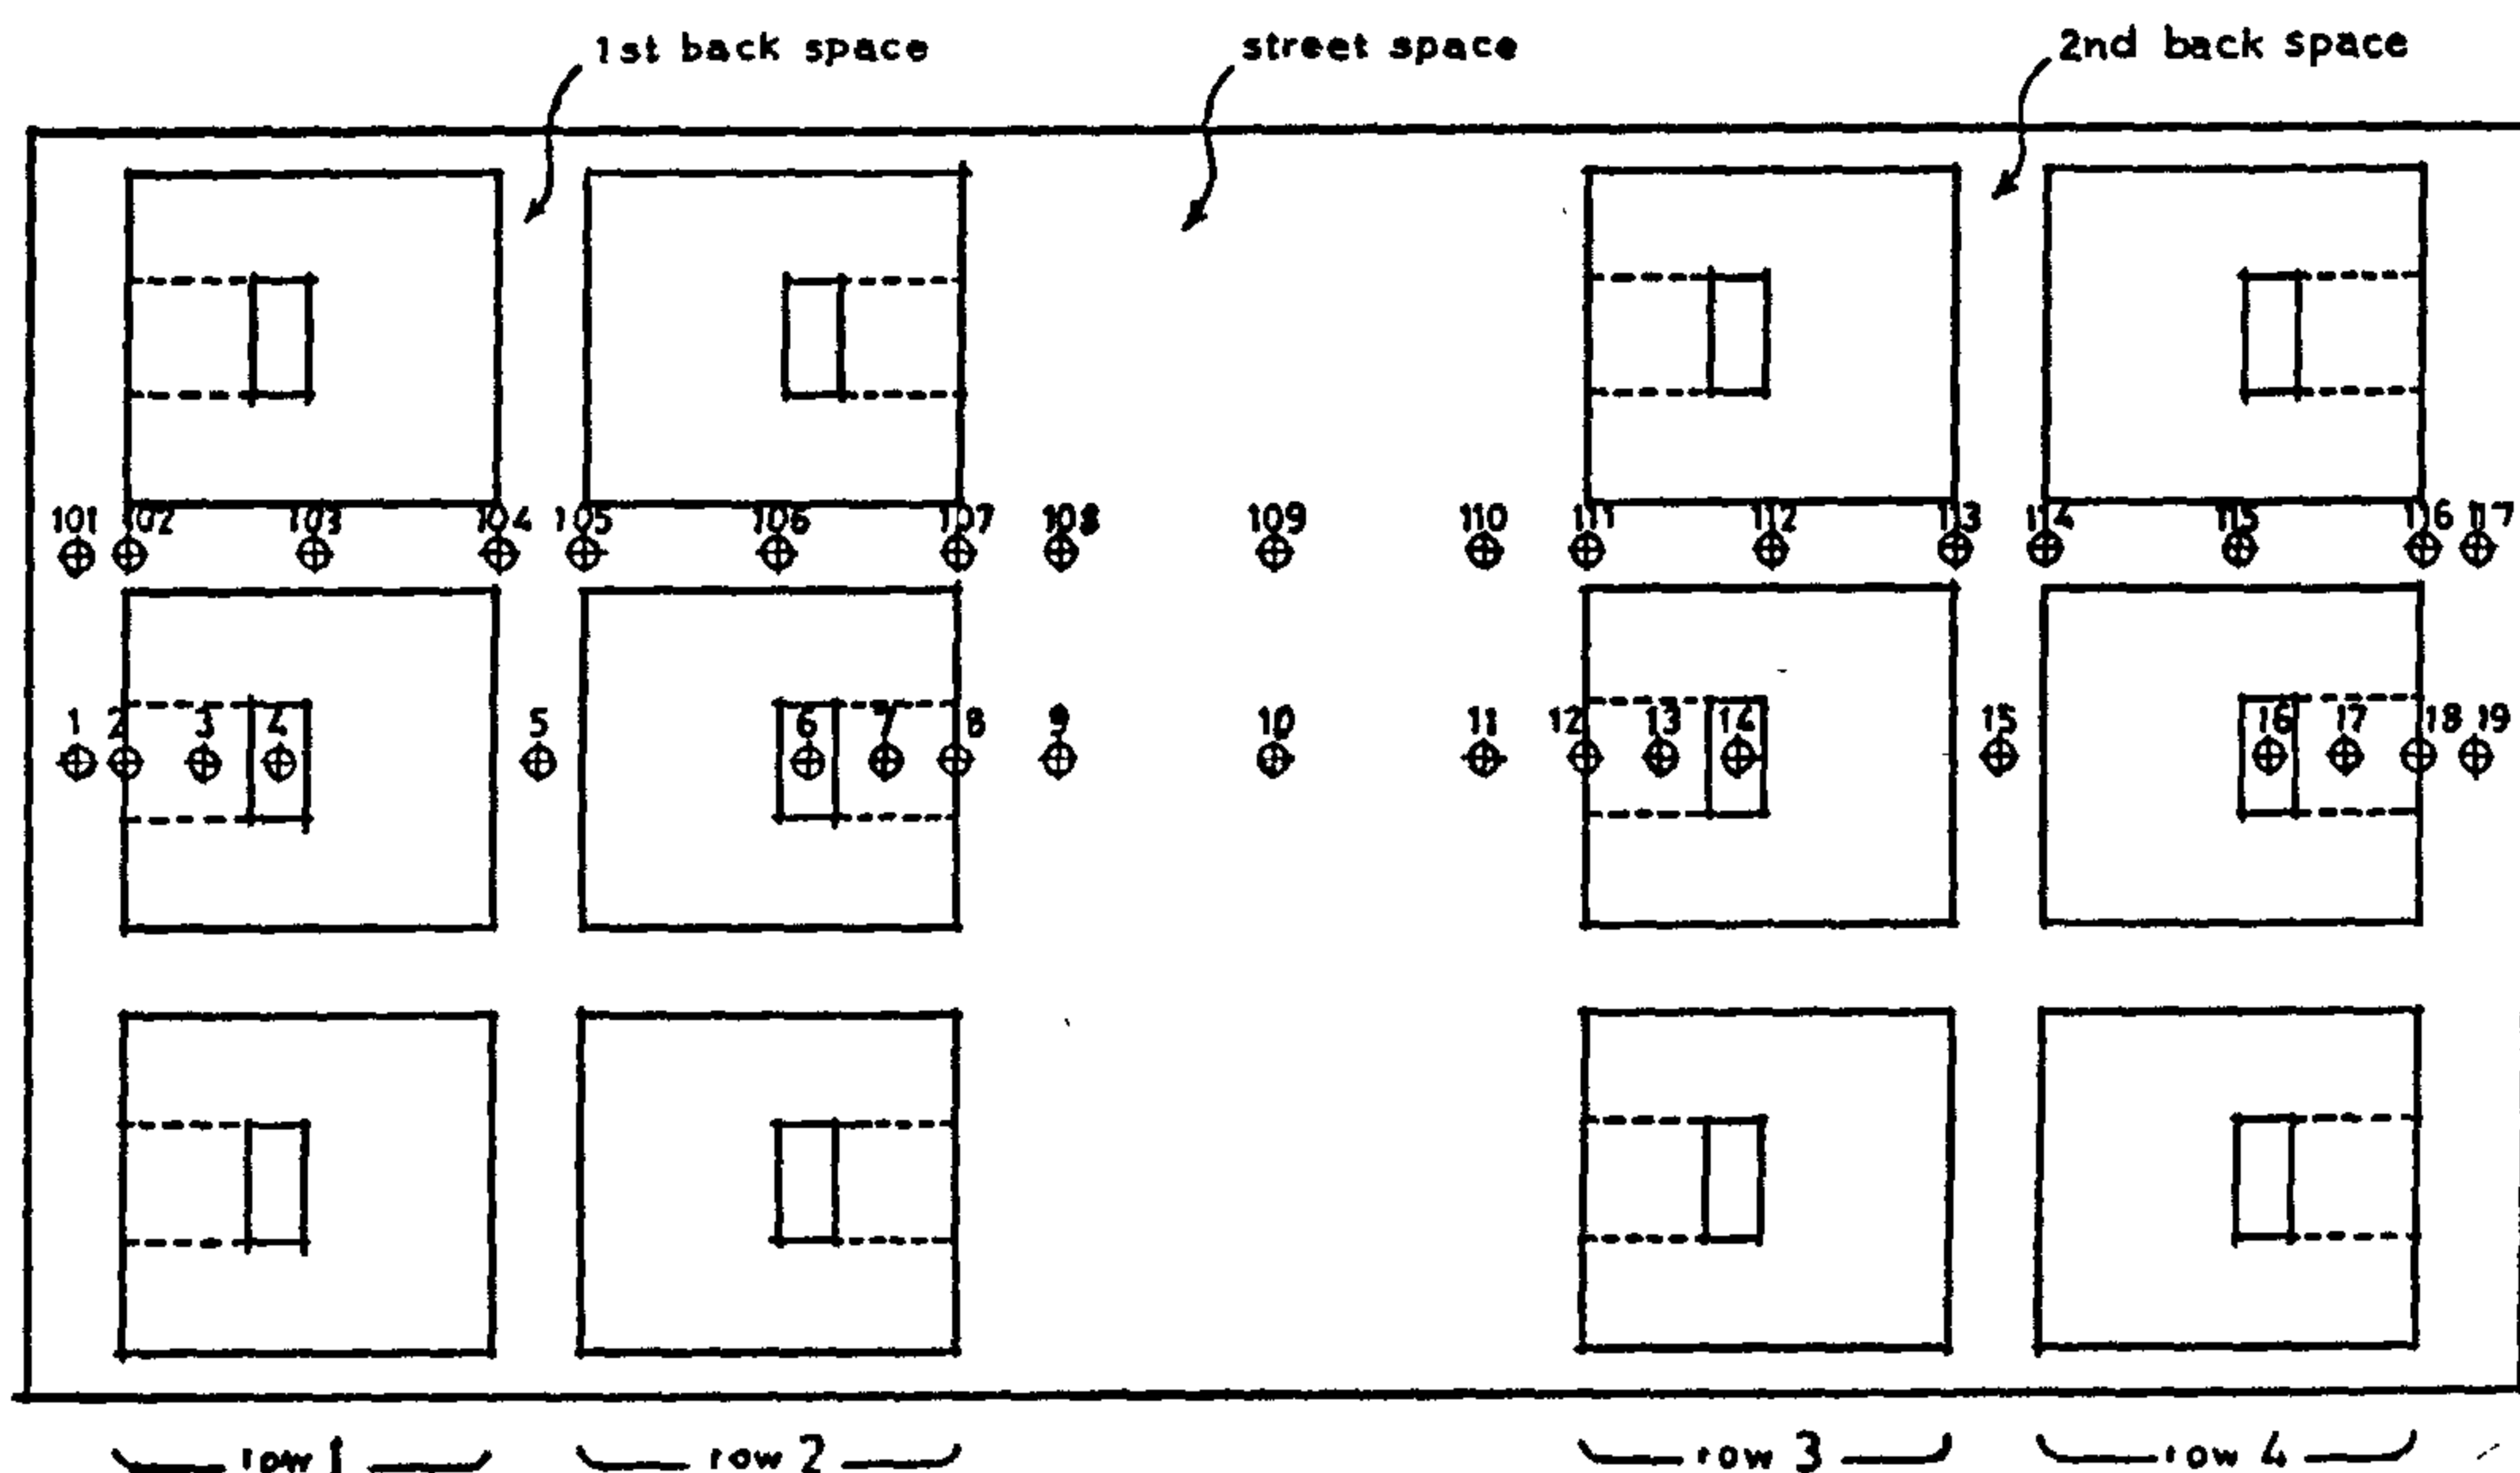 1st back space street space 2nd back space
101 102 103 104 105 106 107 108 109 110 111 112 113 114 115 116 117
1 2 3 4 5 6 7 8 9 10 11 12 13 14 15 16 17 18 19
row 1 row 2 row 3 row 4